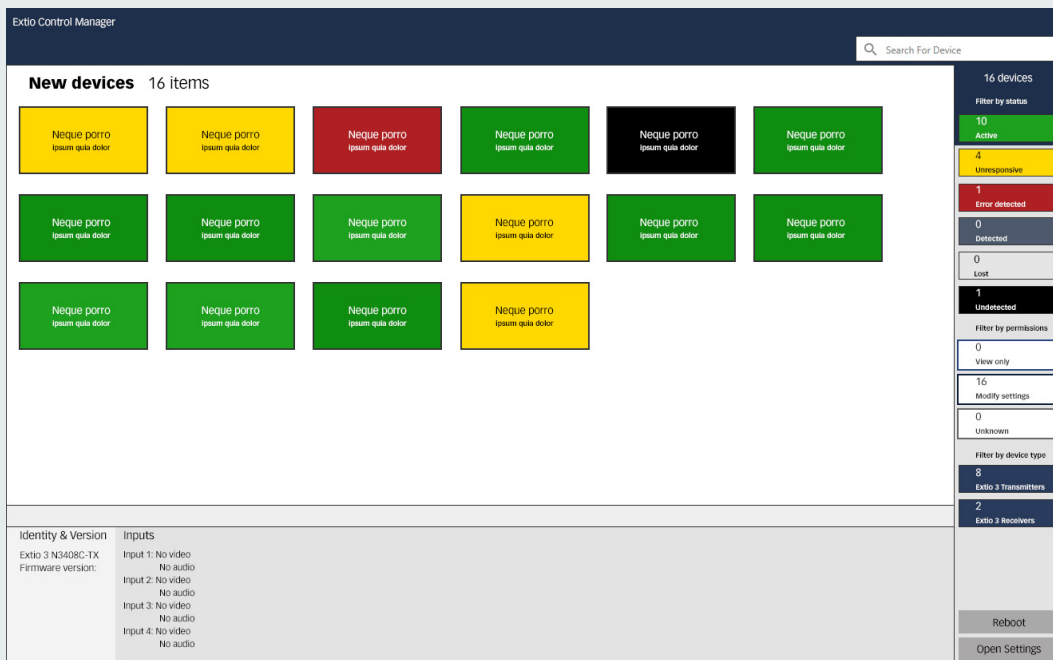 Extio Control Manager
Search For Device
New devices 16 items
Neque porro
ipsum quia dolor
Neque porro
ipsum quia dolor
Neque porro
ipsum quia dolor
Neque porro
ipsum quia dolor
Neque porro
ipsum quia dolor
Neque porro
ipsum quia dolor
Neque porro
ipsum quia dolor
Neque porro
ipsum quia dolor
Neque porro
ipsum quia dolor
Neque porro
ipsum quia dolor
Neque porro
ipsum quia dolor
Neque porro
ipsum quia dolor
Neque porro
ipsum quia dolor
Neque porro
ipsum quia dolor
Neque porro
ipsum quia dolor
Neque porro
ipsum quia dolor
16 devices
Filter by status
10
Active
4
Unresponsive
1
Error detected
0
Detected
0
Lost
1
Undetected
Filter by permissions
0
View only
16
Modify settings
0
Unknown
Filter by device type
8
Extio 3 Transmitters
2
Extio 3 Receivers
Reboot
Open Settings
Identity & Version
Extio 3 N3408C-TX
Firmware version:
Inputs
Input 1: No video
No audio
Input 2: No video
No audio
Input 3: No video
No audio
Input 4: No video
No audio